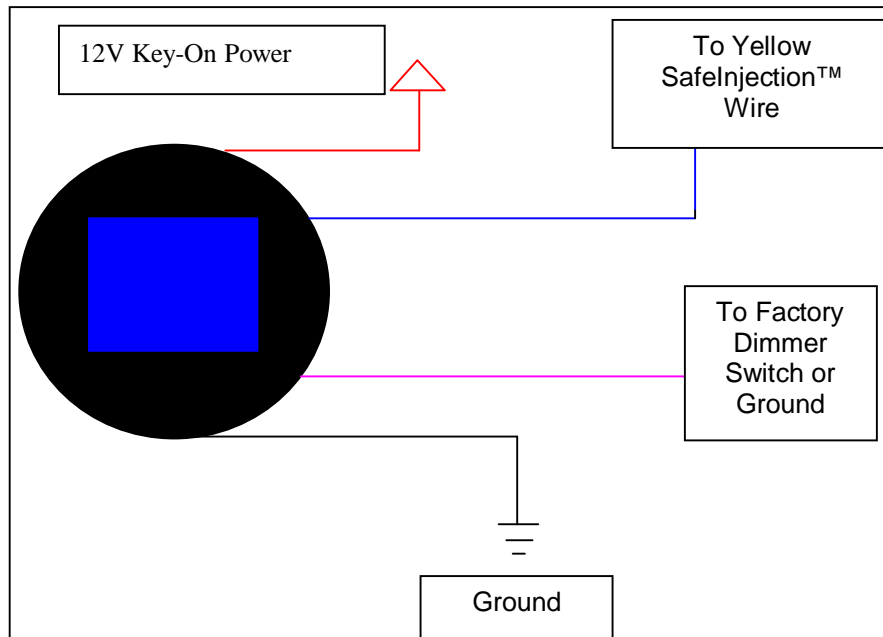 12V Key-On Power
To Yellow
SafeInjection™
Wire
To Factory
Dimmer
Switch or
Ground
Ground